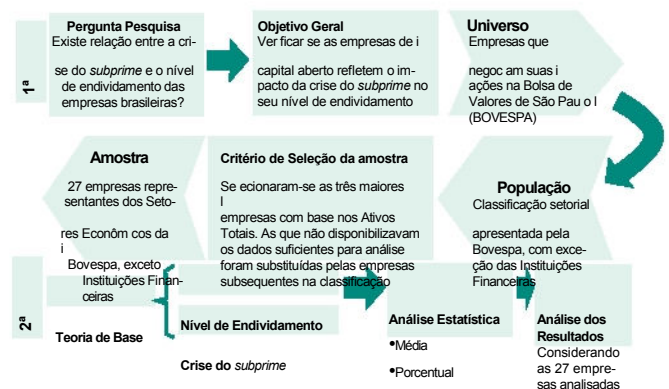 1ª
Pergunta Pesquisa
Existe relação entre a cri-
se do subprime e o nível
de endividamento das
empresas brasileiras?
Objetivo Geral
Ver ficar se as empresas de i
capital aberto refletem o im-
pacto da crise do subprime no
seu nível de endividamento
Universo
Empresas que
negoc am suas i
ações na Bolsa de
Valores de São Pau o l
(BOVESPA)
População
Classificação setorial
apresentada pela
Bovespa, com exce-
ção das Instituições
Financeiras
Critério de Seleção da amostra
Se ecionaram-se as três maiores
l
empresas com base nos Ativos
Totais. As que não disponibilizavam
os dados suficientes para análise
foram substituídas pelas empresas
subsequentes na classificação
Amostra
27 empresas repre-
sentantes dos Seto-
res Econôm cos da
i
Bovespa, exceto
Instituições Finan-
ceiras
2ª
Teoria de Base
Nível de Endividamento
Crise do subprime
Análise Estatística
•Média
•Porcentual
Análise dos
Resultados
Considerando
as 27 empre-
sas analisadas